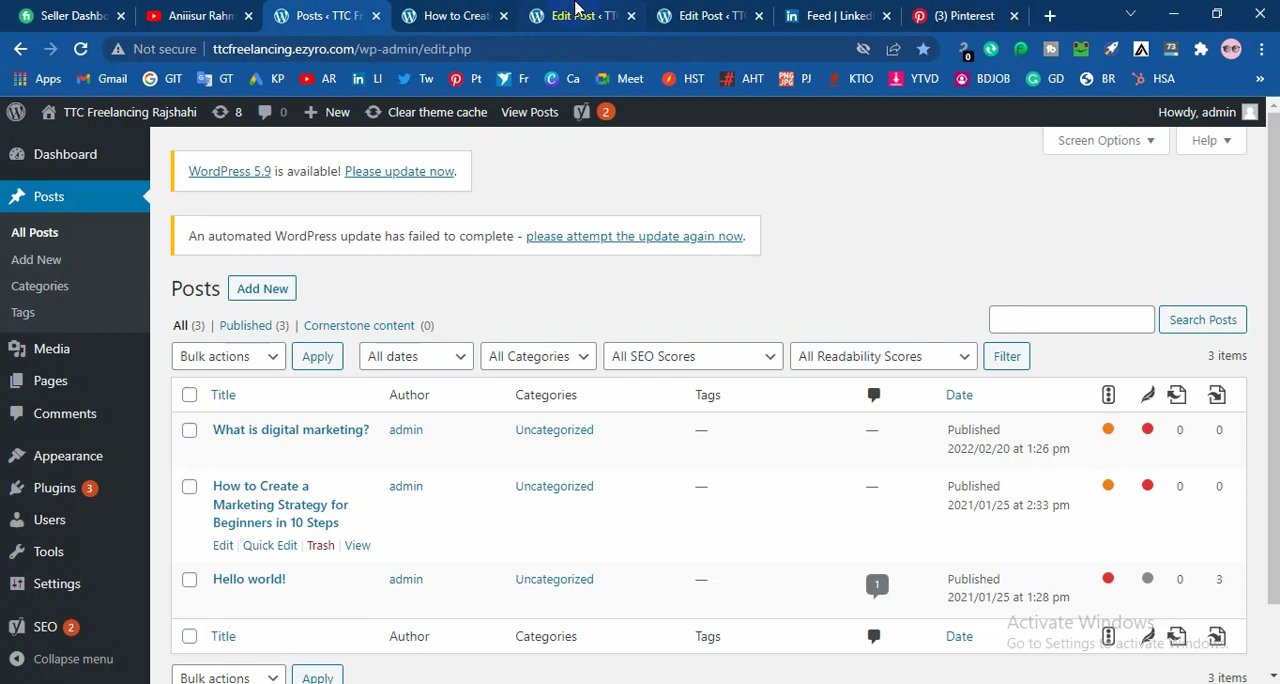 Seller Dashbo
Aniiisur Rahr
Posts ‹ TTC Fr
How to Creat
Edit Post ‹ TTC
Edit Post ‹ TTC
Feed | Linked
(3) Pinterest
Not secure | ttcfreelancing.ezyro.com/wp-admin/edit.php
Apps Gmail GIT GT KP AR LI Tw Pt Fr Ca Meet HST AHT PJ KTIO YTVD BDJOB GD BR HSA »
TTC Freelancing Rajshahi 8 0 New Clear theme cache View Posts 2 Howdy, admin
Screen Options ▼ Help ▼
Dashboard
Posts
All Posts
Add New
Categories
Tags
Media
Pages
Comments
Appearance
Plugins 3
Users
Tools
Settings
SEO 2
Collapse menu
WordPress 5.9 is available! Please update now.
An automated WordPress update has failed to complete - please attempt the update again now.
Posts Add New
All (3) | Published (3) | Cornerstone content (0)
Search Posts
Bulk actions Apply All dates All Categories All SEO Scores All Readability Scores Filter 3 items
Title Author Categories Tags Date
What is digital marketing? admin Uncategorized — — Published 0 0
2022/02/20 at 1:26 pm
How to Create a admin Uncategorized — — Published 0 0
Marketing Strategy for 2021/01/25 at 2:33 pm
Beginners in 10 Steps
Edit | Quick Edit | Trash | View
Hello world! admin Uncategorized — 1 Published 0 3
2021/01/25 at 1:28 pm
Title Author Categories Tags Date
Activate Windows
Go to Settings to activate Windows.
Bulk actions Apply 3 items